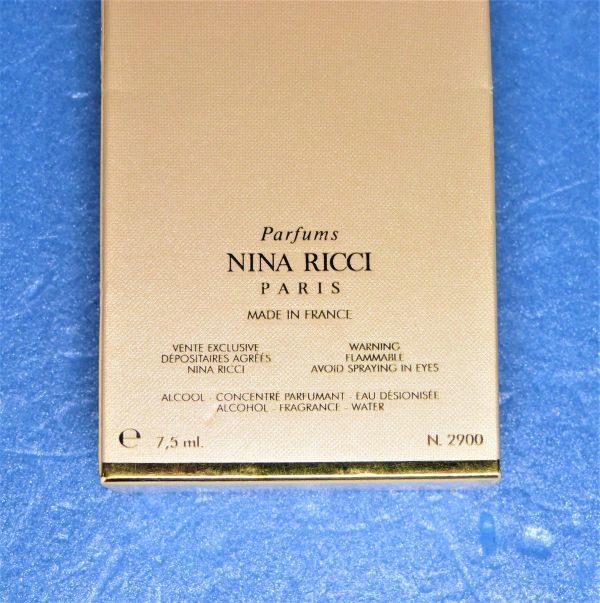 Parfums
NINA RICCI
PARIS
MADE IN FRANCE
VENTE EXCLUSIVE
DÉPOSITAIRES AGRÉÉS
NINA RICCI
WARNING
FLAMMABLE
AVOID SPRAYING IN EYES
ALCOOL - CONCENTRÉ PARFUMANT - EAU DÉSIONISÉE
ALCOHOL - FRAGRANCE - WATER
℮ 7,5 ml. N. 2900